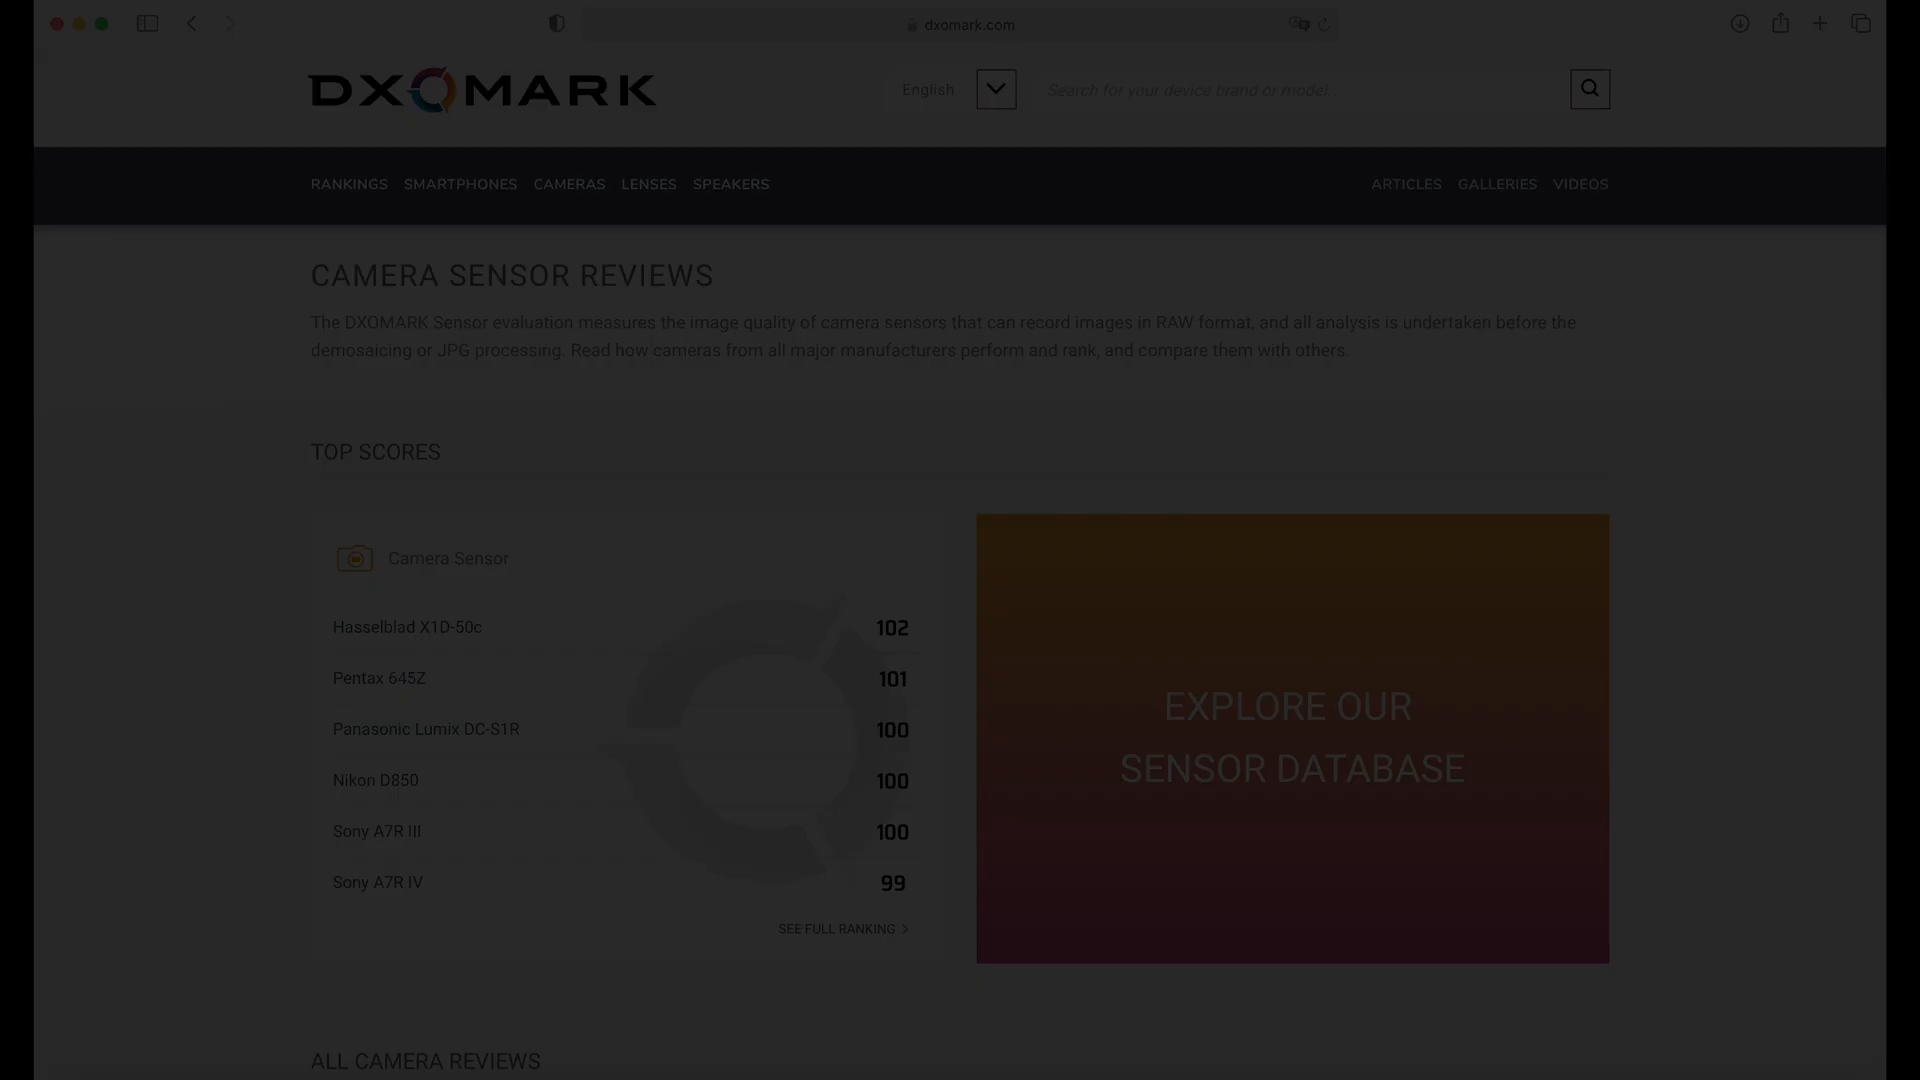 dxomark.com
DXOMARK
English
Search for your device brand or model...
RANKINGS SMARTPHONES CAMERAS LENSES SPEAKERS
ARTICLES GALLERIES VIDEOS
CAMERA SENSOR REVIEWS
The DXOMARK Sensor evaluation measures the image quality of camera sensors that can record images in RAW format, and all analysis is undertaken before the
demosaicing or JPG processing. Read how cameras from all major manufacturers perform and rank, and compare them with others.
TOP SCORES
Camera Sensor
Hasselblad X1D-50c 102
Pentax 645Z 101
Panasonic Lumix DC-S1R 100
Nikon D850 100
Sony A7R III 100
Sony A7R IV 99
SEE FULL RANKING
EXPLORE OUR
SENSOR DATABASE
ALL CAMERA REVIEWS